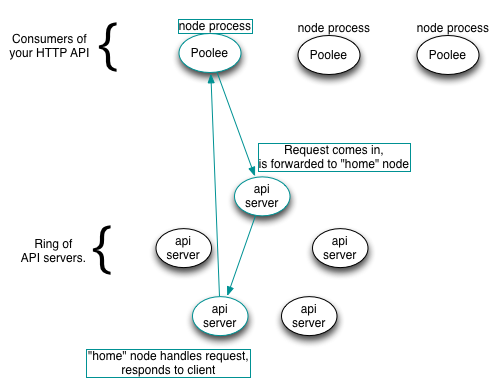 node process
node process
node process
Consumers of
your HTTP API
Poolee
Poolee
Poolee
Request comes in,
is forwarded to "home" node
api
server
Ring of
API servers.
api
server
api
server
api
server
api
server
"home" node handles request,
responds to client